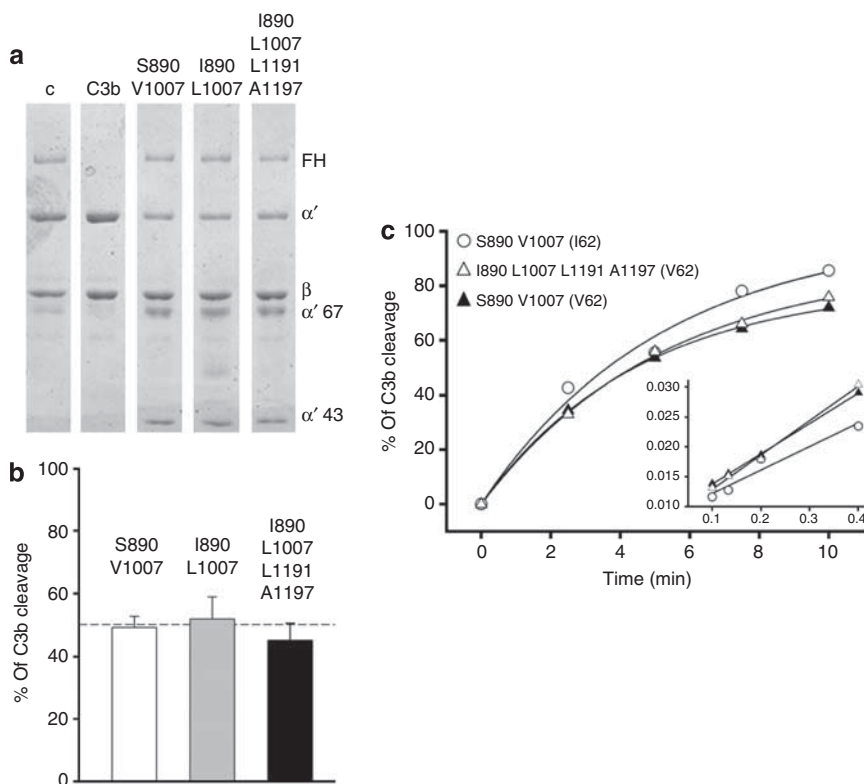 a
c
C3b
S890
V1007
I890
L1007
I890
L1007
L1191
A1197
FH
α′
β
α′ 67
α′ 43
b
% Of C3b cleavage
100
80
60
40
20
0
S890
V1007
I890
L1007
I890
L1007
L1191
A1197
c
% Of C3b cleavage
100
80
60
40
20
0
S890 V1007 (I62)
I890 L1007 L1191 A1197 (V62)
S890 V1007 (V62)
0.030
0.025
0.020
0.015
0.010
0.1 0.2 0.3 0.4
0 2 4 6 8 10
Time (min)